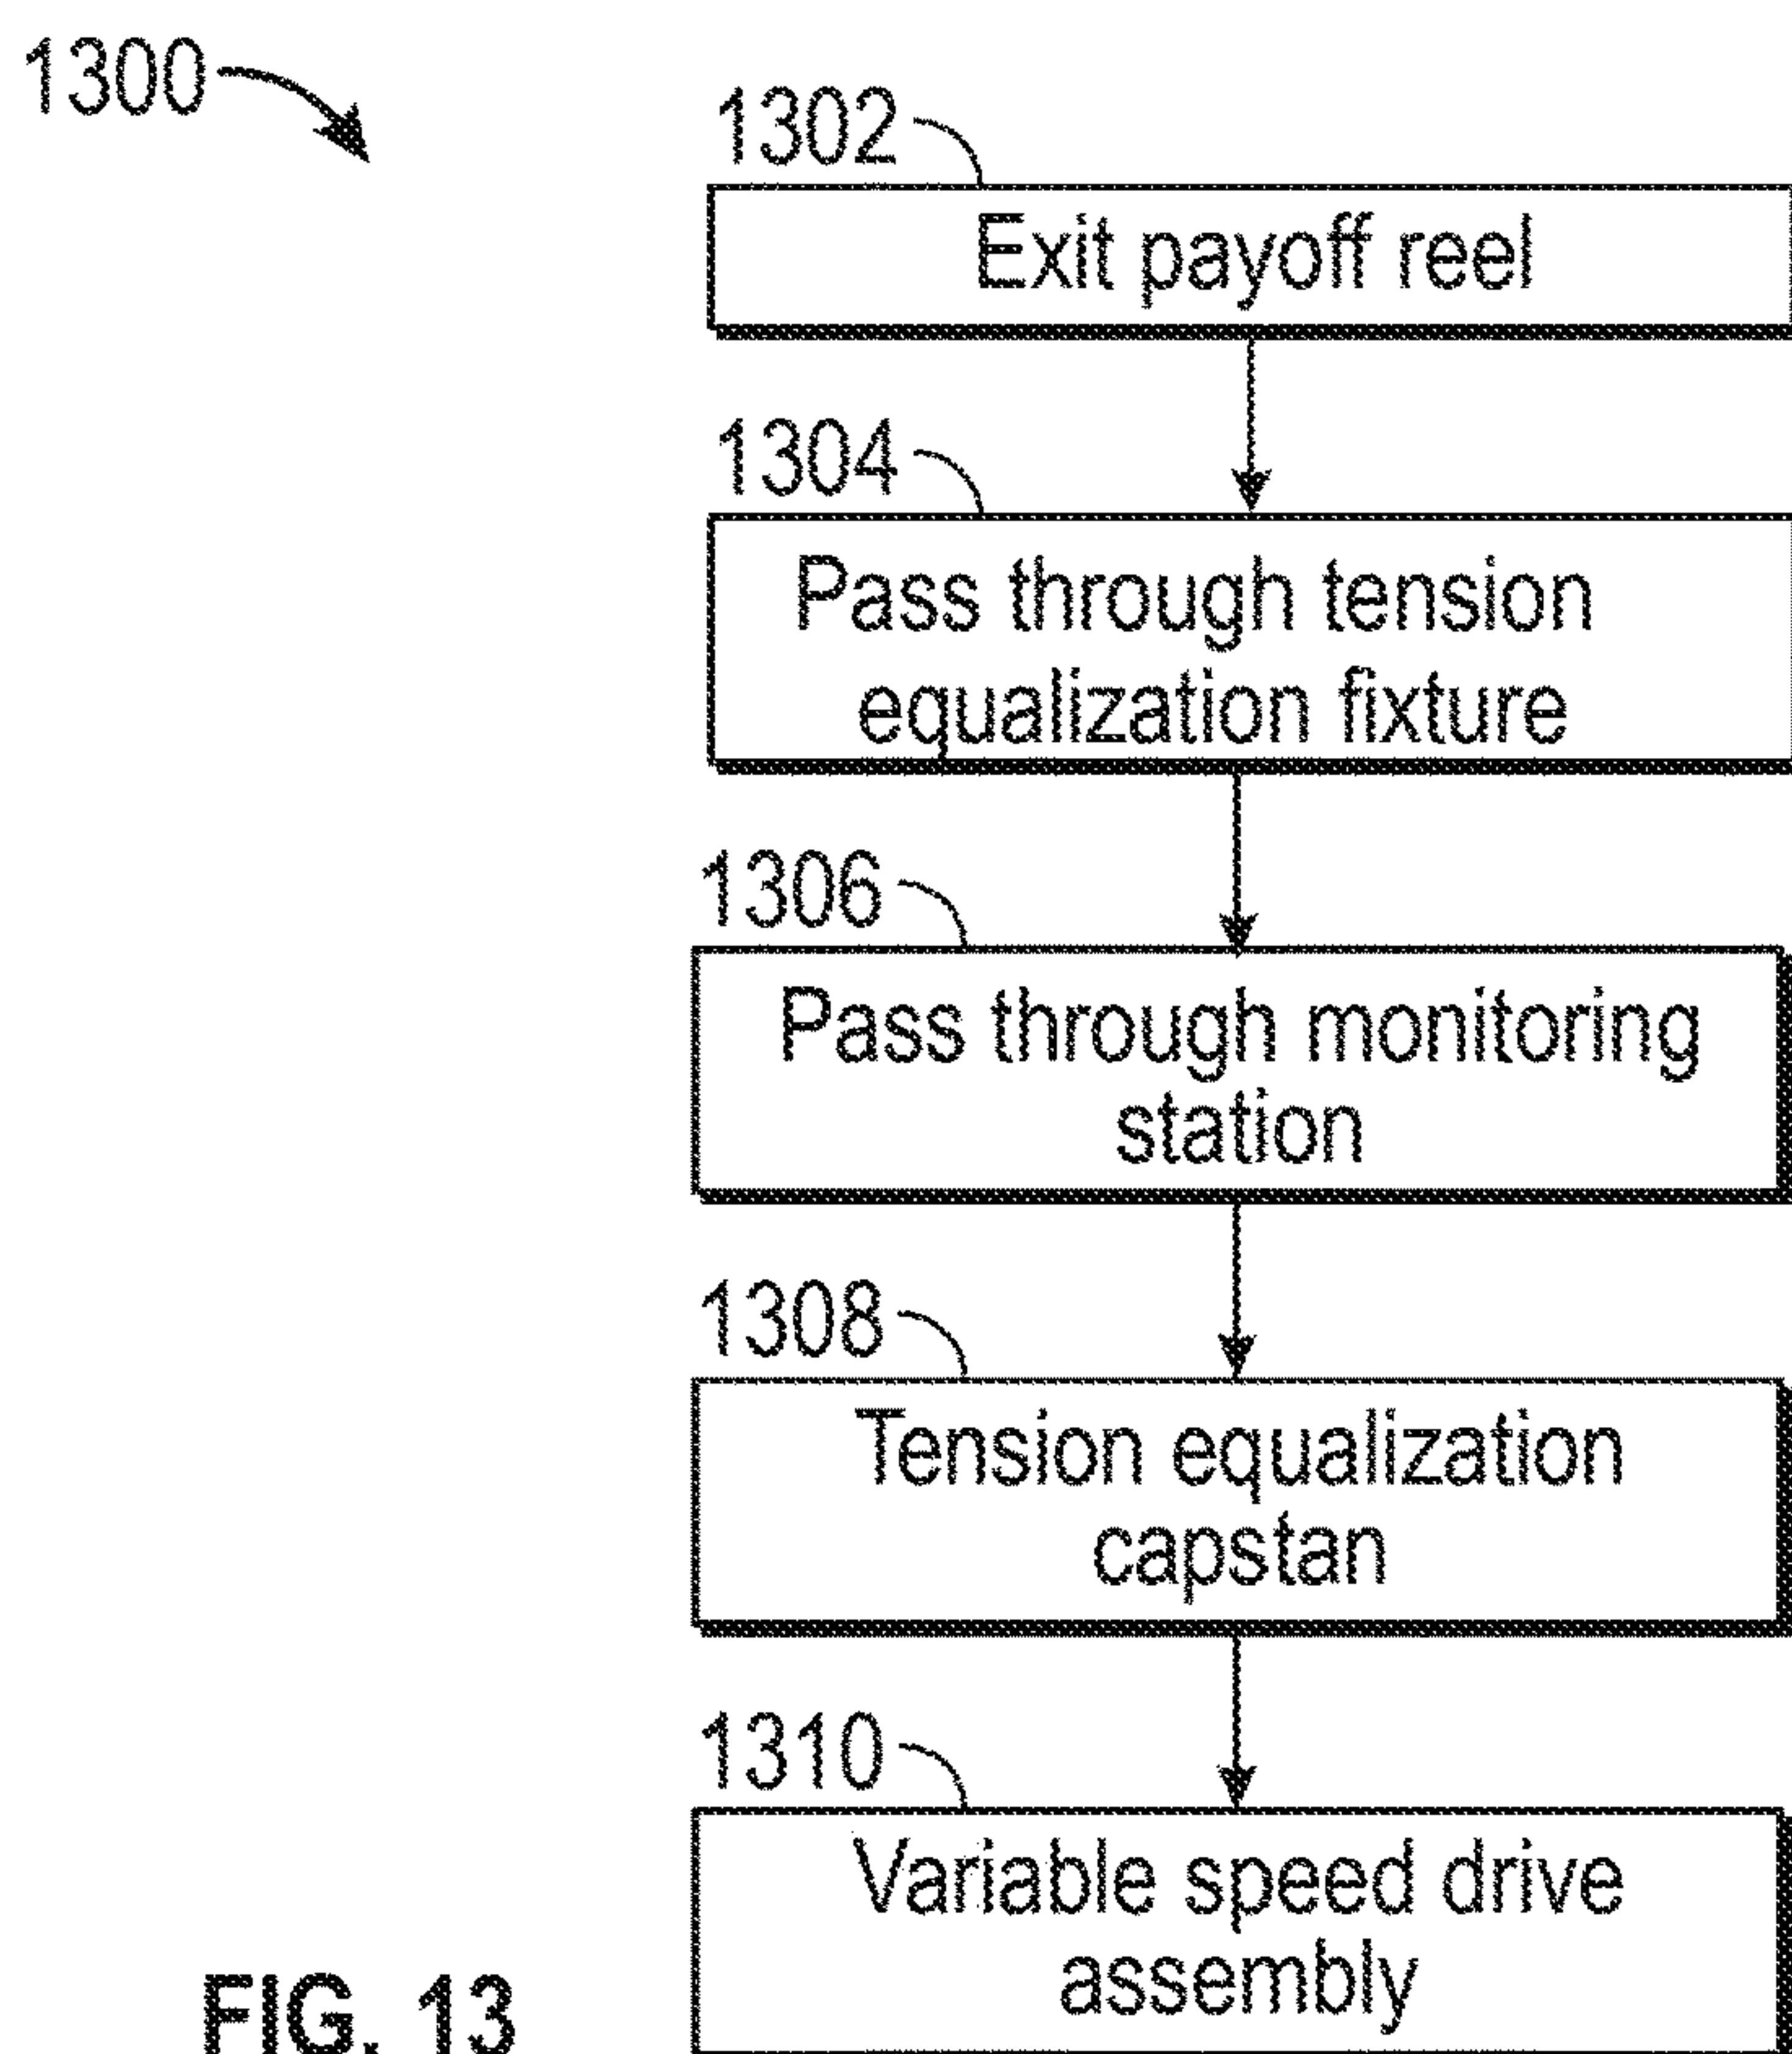 1300
1302
Exit payoff reel
1304
Pass through tension
equalization fixture
1306
Pass through monitoring
station
1308
Tension equalization
capstan
1310
Variable speed drive
assembly
FIG. 13